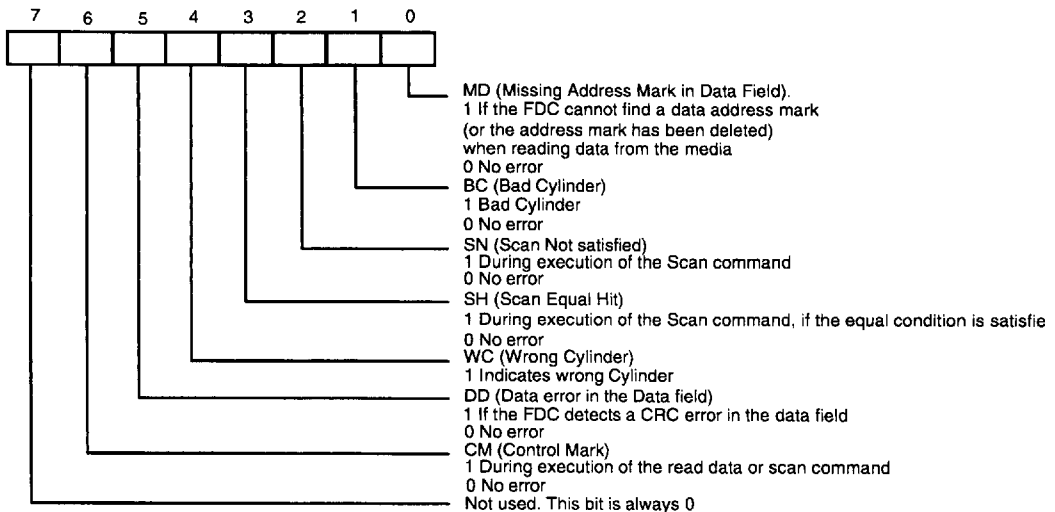 7 6 5 4 3 2 1 0
MD (Missing Address Mark in Data Field).
1 If the FDC cannot find a data address mark
(or the address mark has been deleted)
when reading data from the media
0 No error
BC (Bad Cylinder)
1 Bad Cylinder
0 No error
SN (Scan Not satisfied)
1 During execution of the Scan command
0 No error
SH (Scan Equal Hit)
1 During execution of the Scan command, if the equal condition is satisfie
0 No error
WC (Wrong Cylinder)
1 Indicates wrong Cylinder
DD (Data error in the Data field)
1 If the FDC detects a CRC error in the data field
0 No error
CM (Control Mark)
1 During execution of the read data or scan command
0 No error
Not used. This bit is always 0